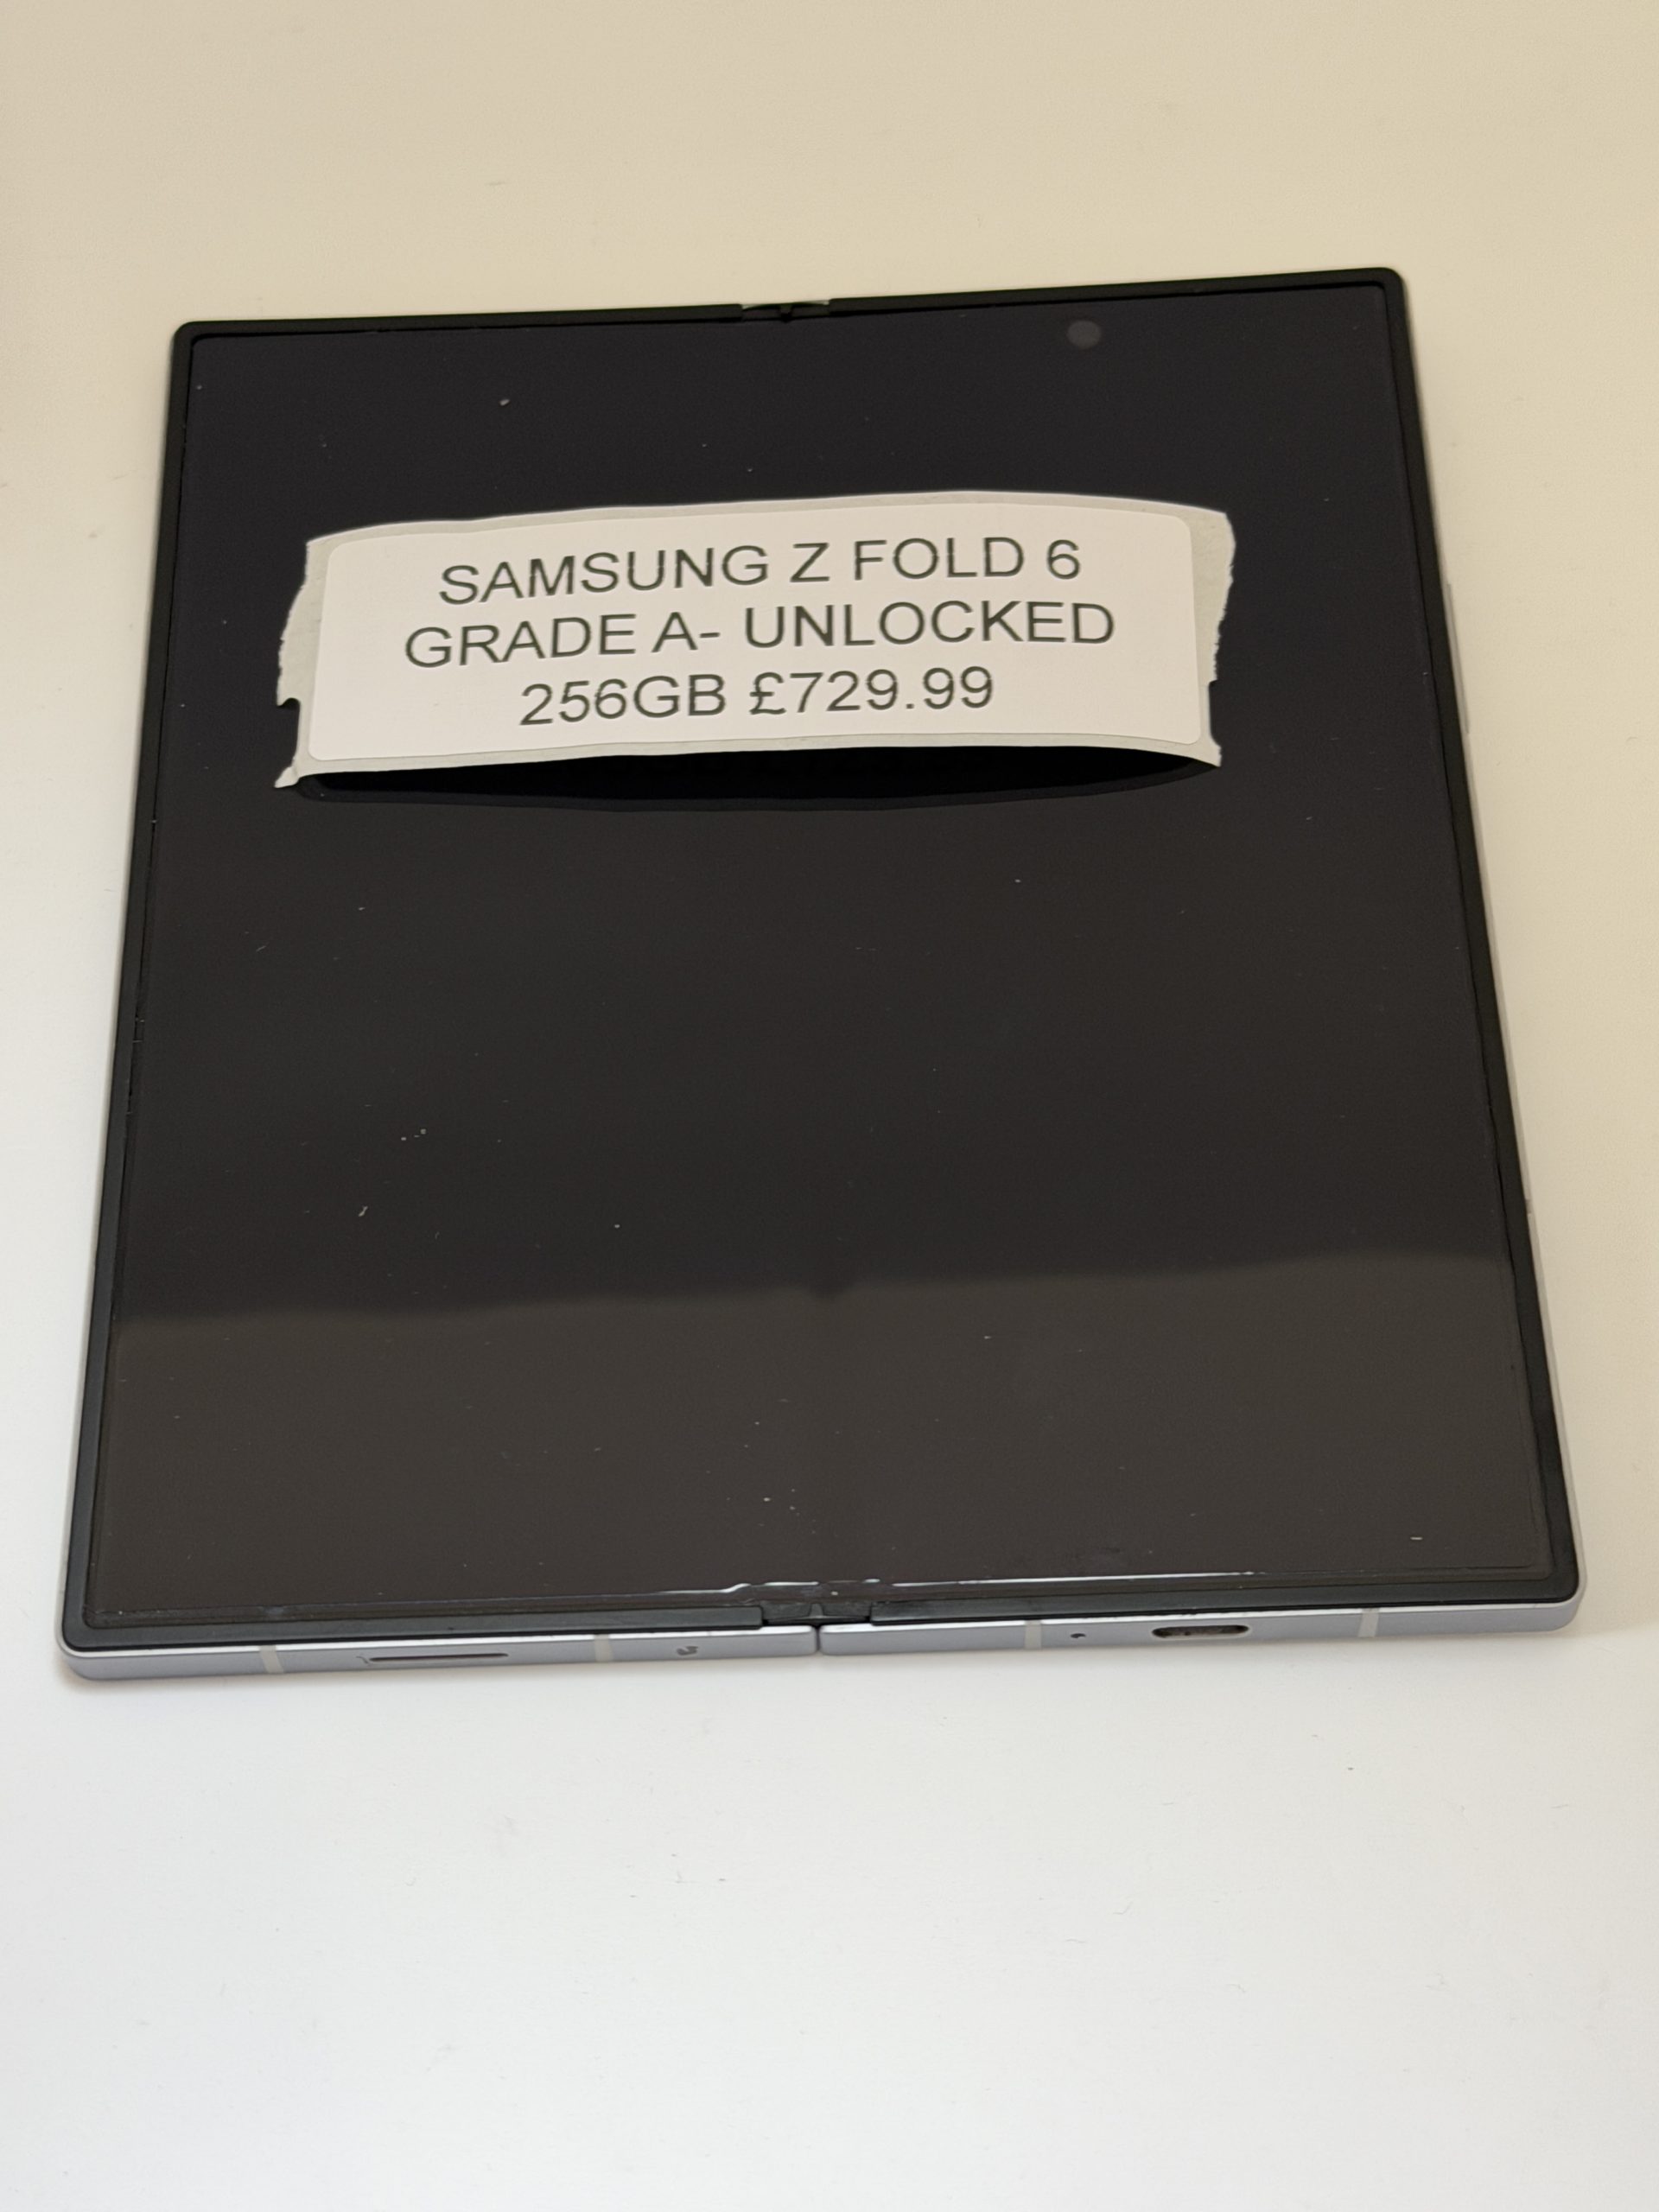 SAMSUNG Z FOLD 6
GRADE A- UNLOCKED
256GB £729.99